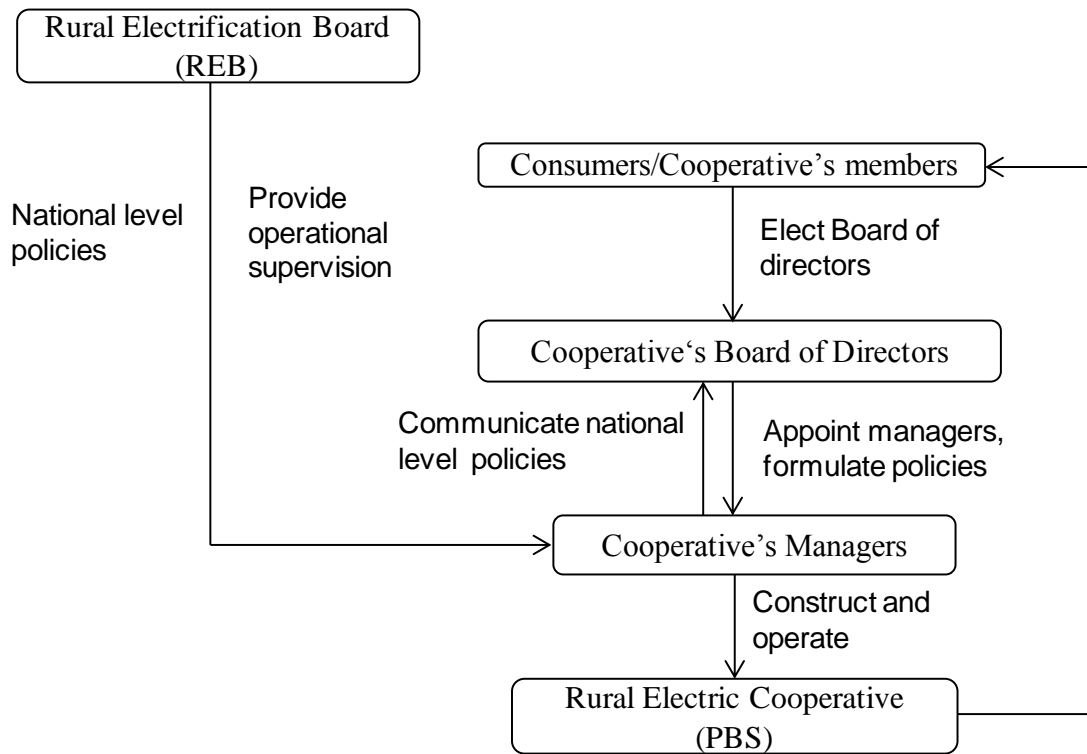 Rural Electrification Board
(REB)
Consumers/Cooperative’s members
National level
policies
Provide
operational
supervision
Elect Board of
directors
Cooperative‘s Board of Directors
Communicate national
level policies
Appoint managers,
formulate policies
Cooperative’s Managers
Construct and
operate
Rural Electric Cooperative
(PBS)